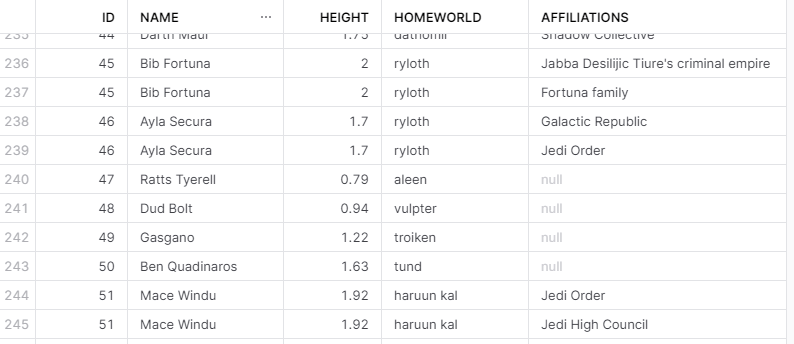 ID NAME ... HEIGHT HOMEWORLD AFFILIATIONS
235 44 Darth Maul 1.75 dathomir Shadow Collective
236 45 Bib Fortuna 2 ryloth Jabba Desilijic Tiure's criminal empire
237 45 Bib Fortuna 2 ryloth Fortuna family
238 46 Ayla Secura 1.7 ryloth Galactic Republic
239 46 Ayla Secura 1.7 ryloth Jedi Order
240 47 Ratts Tyerell 0.79 aleen null
241 48 Dud Bolt 0.94 vulpter null
242 49 Gasgano 1.22 troiken null
243 50 Ben Quadinaros 1.63 tund null
244 51 Mace Windu 1.92 haruun kal Jedi Order
245 51 Mace Windu 1.92 haruun kal Jedi High Council